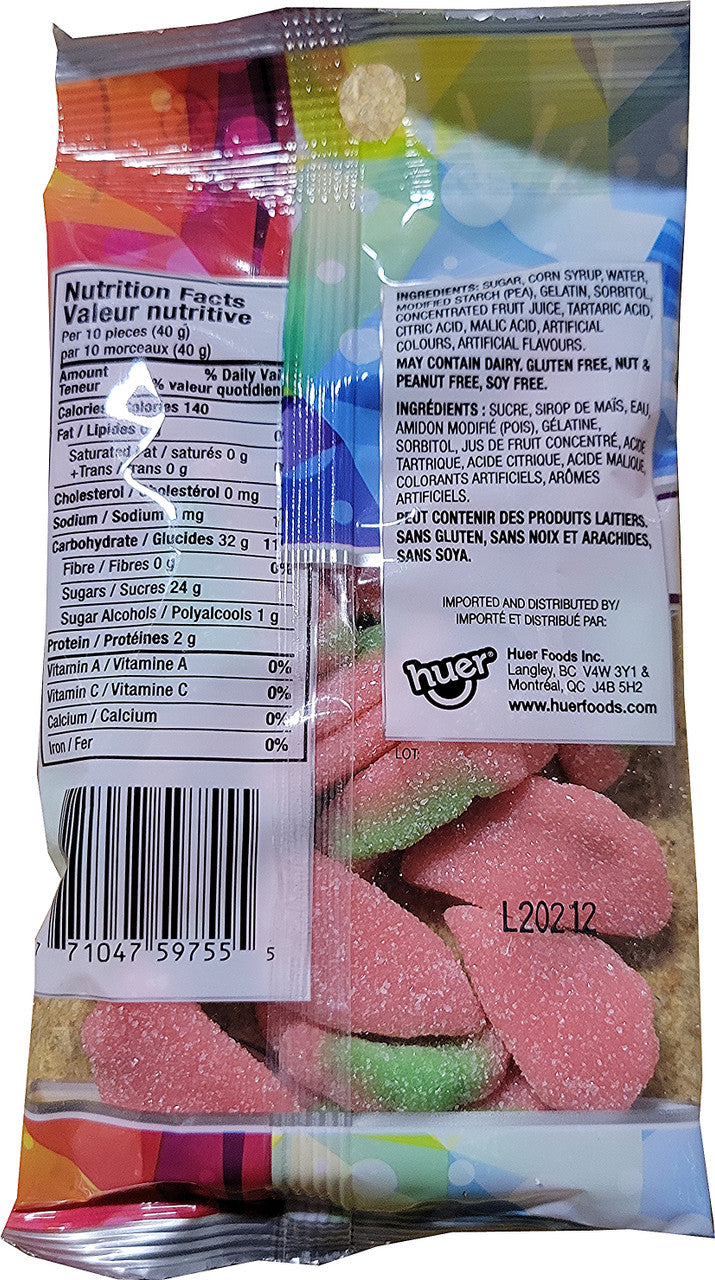 Nutrition Facts
Valeur nutritive
Per 10 pieces (40 g)
par 10 morceaux (40 g)
Amount % Daily
Teneur % valeur
Calories 140
Fat / Lipides
Saturated / saturés 0 g
+Trans 0 g
Cholesterol / 0 mg
Sodium / Sodium mg
Carbohydrate / Glucides 32 g
Fibre / Fibres 0 g 0%
Sugars / Sucres 24 g
Sugar Alcohols / Polyalcools 1 g
Protein / Protéines 2 g
Vitamin A / Vitamine A 0%
Vitamin C / Vitamine C 0%
Calcium / Calcium 0%
Iron / Fer 0%
7 71047 59755 5
INGREDIENTS: SUGAR, CORN SYRUP, WATER,
MODIFIED STARCH (PEA), GELATIN, SORBITOL,
CONCENTRATED FRUIT JUICE, TARTARIC ACID,
CITRIC ACID, MALIC ACID, ARTIFICIAL
COLOURS, ARTIFICIAL FLAVOURS.
MAY CONTAIN DAIRY. GLUTEN FREE, NUT &
PEANUT FREE, SOY FREE.
INGRÉDIENTS : SUCRE, SIROP DE MAÏS, EAU,
AMIDON MODIFIÉ (POIS), GÉLATINE,
SORBITOL, JUS DE FRUIT CONCENTRÉ, ACIDE
TARTRIQUE, ACIDE CITRIQUE, ACIDE MALIQUE,
COLORANTS ARTIFICIELS, ARÔMES
ARTIFICIELS.
PEUT CONTENIR DES PRODUITS LAITIERS.
SANS GLUTEN, SANS NOIX ET ARACHIDES,
SANS SOYA.
IMPORTED AND DISTRIBUTED BY/
IMPORTÉ ET DISTRIBUÉ PAR:
huer®
Huer Foods Inc.
Langley, BC V4W 3Y1 &
Montréal, QC J4B 5H2
www.huerfoods.com
LOT:
L20212